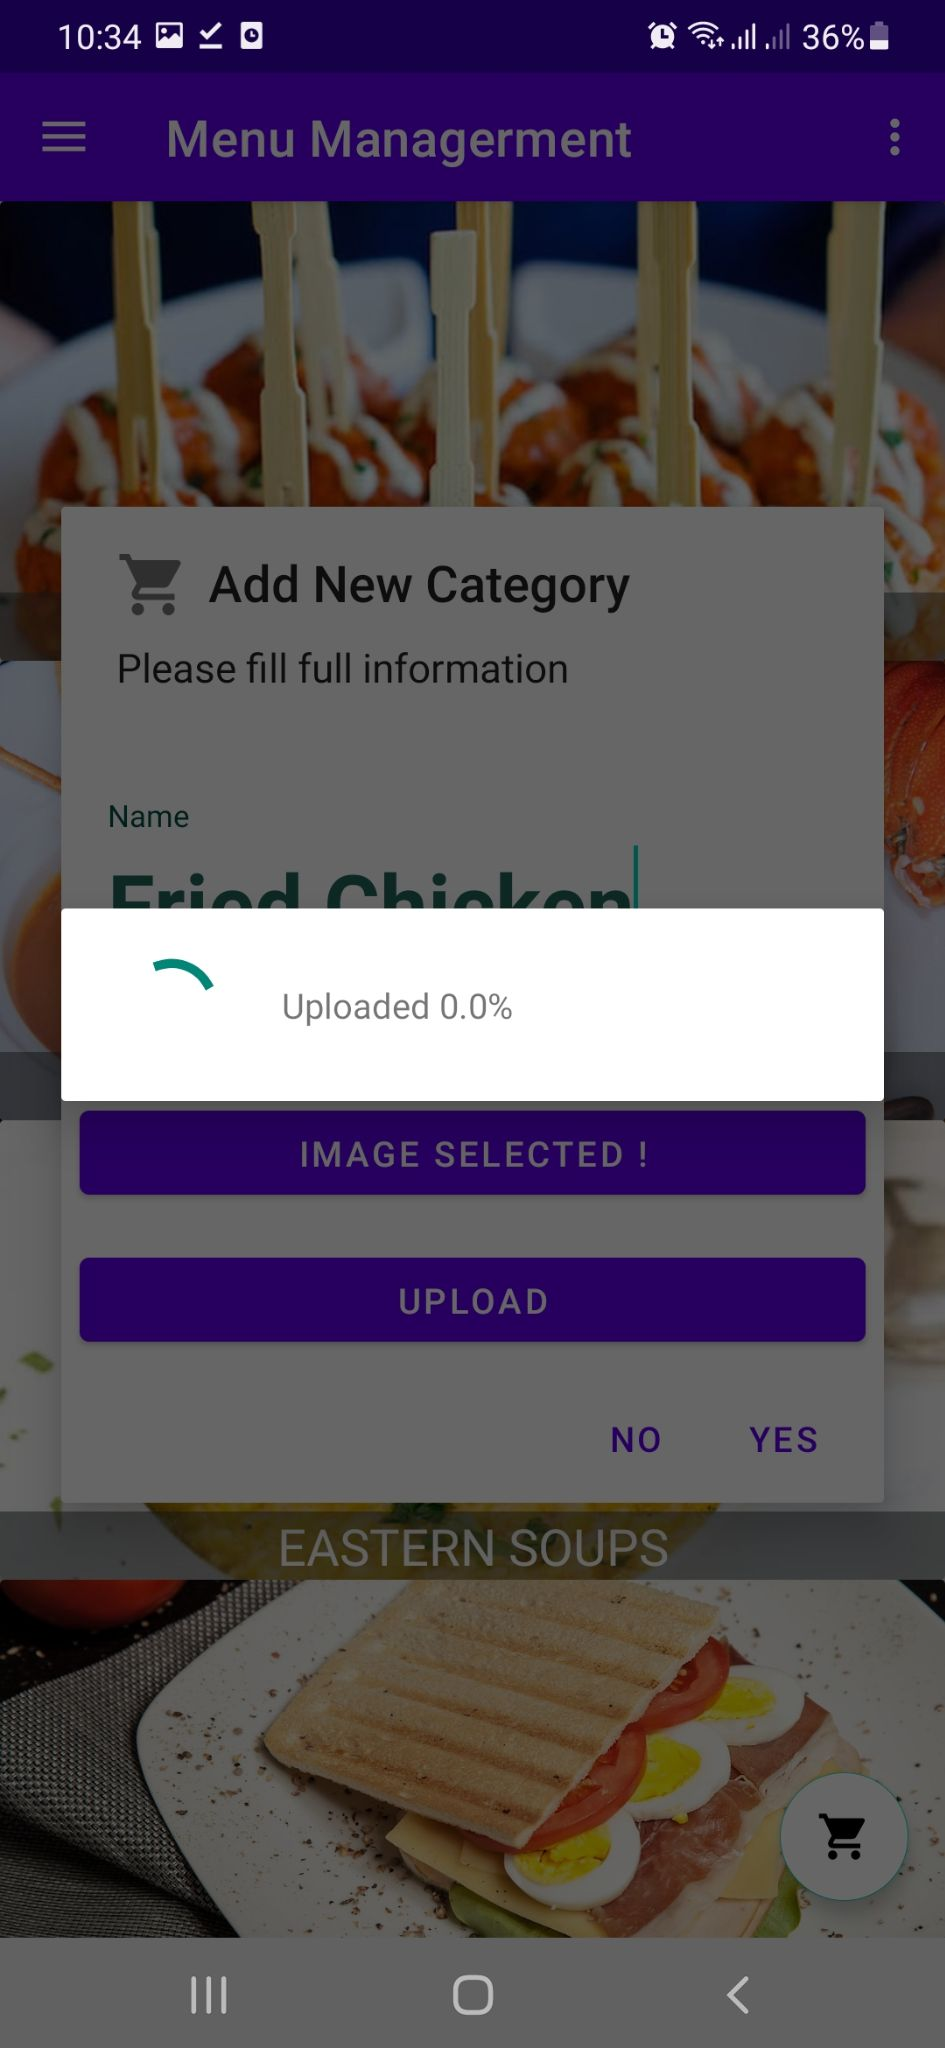 10:34
36%
Menu Managerment
Add New Category
Please fill full information
Name
Fried Chicken
Uploaded 0.0%
IMAGE SELECTED !
UPLOAD
NO YES
EASTERN SOUPS